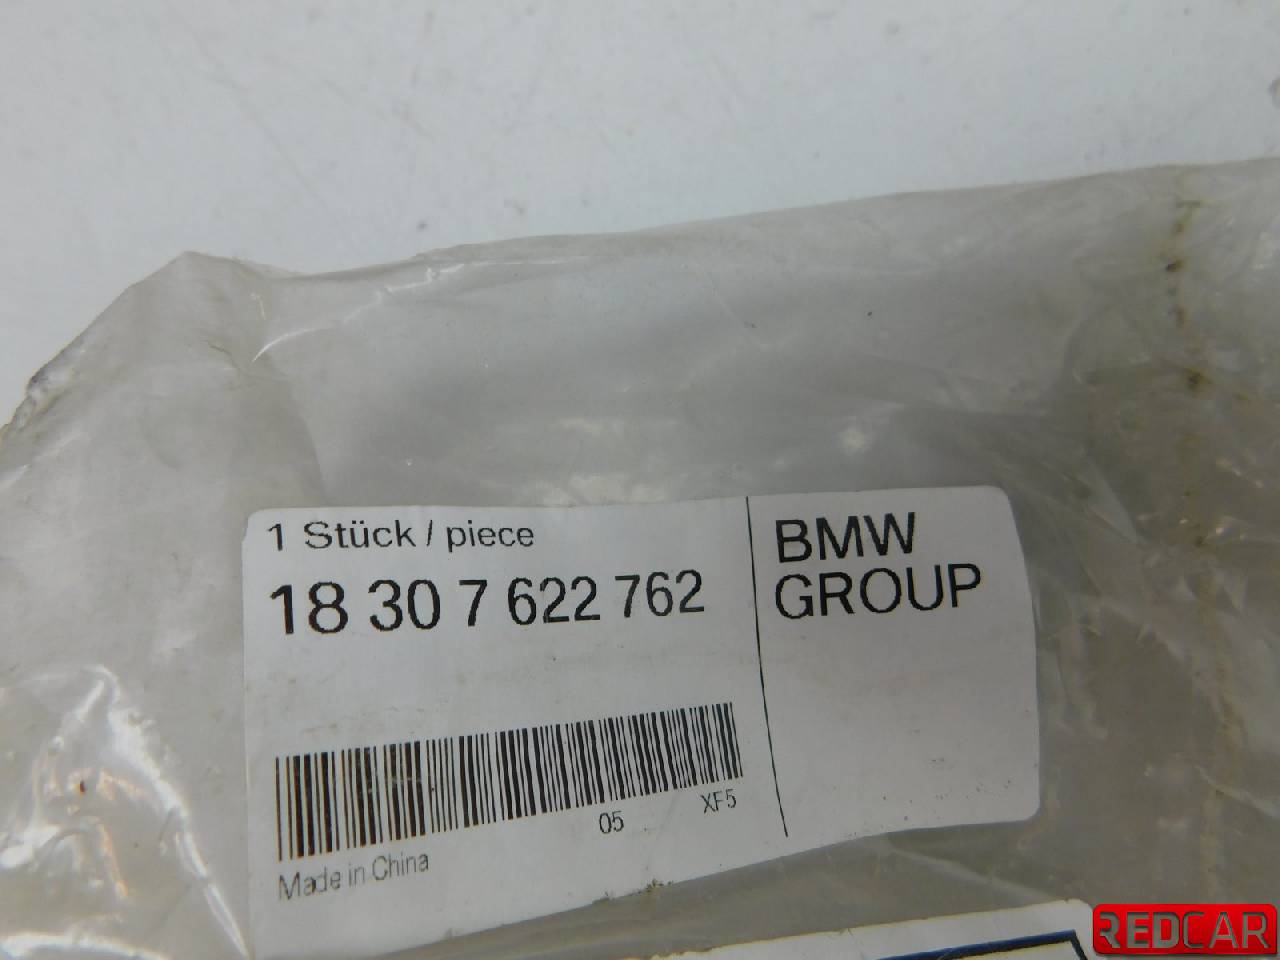 1 Stück / piece
18 30 7 622 762
BMW
GROUP
05 XF5
Made in China
REDCAR